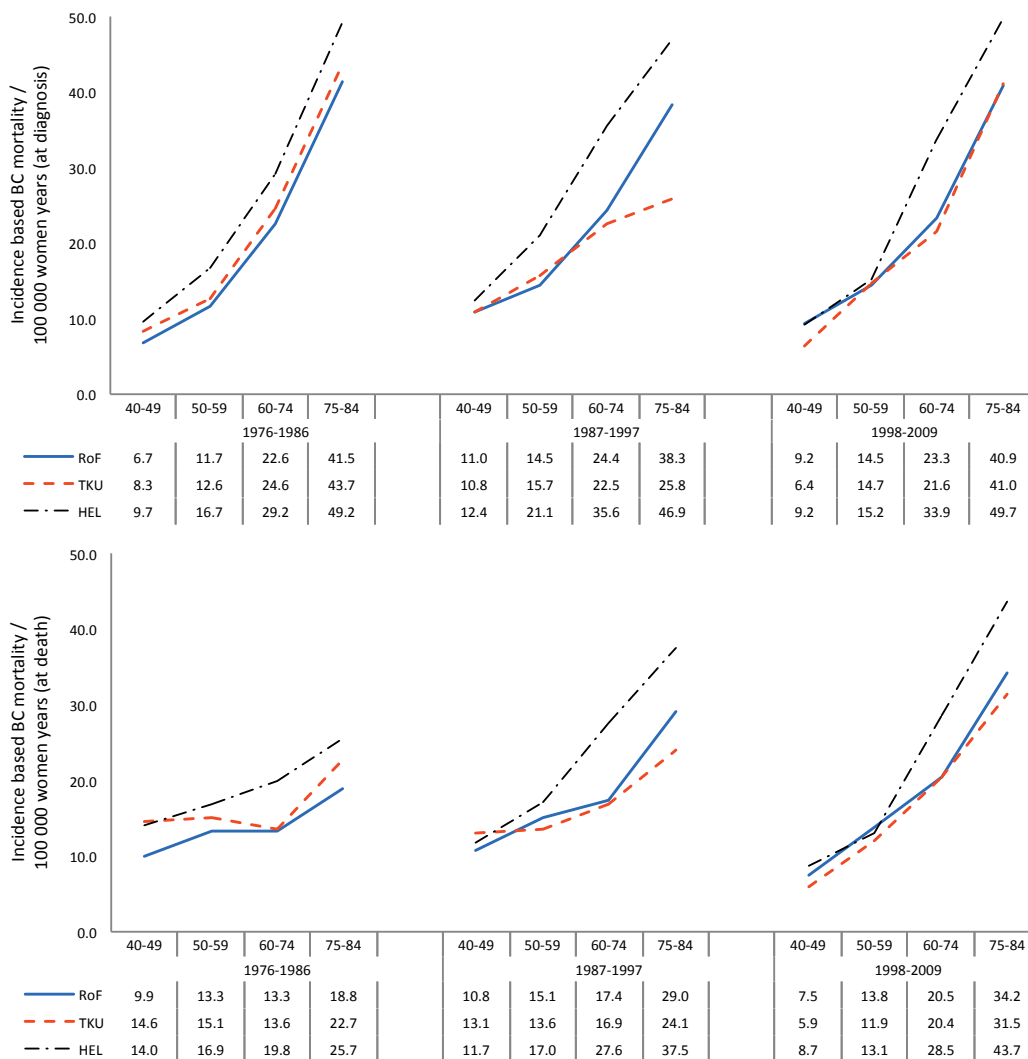 Incidence based BC mortality /
100 000 women years (at diagnosis)
50.0
40.0
30.0
20.0
10.0
0.0
40-49 50-59 60-74 75-84 40-49 50-59 60-74 75-84 40-49 50-59 60-74 75-84
1976-1986 1987-1997 1998-2009
RoF 6.7 11.7 22.6 41.5 11.0 14.5 24.4 38.3 9.2 14.5 23.3 40.9
TKU 8.3 12.6 24.6 43.7 10.8 15.7 22.5 25.8 6.4 14.7 21.6 41.0
HEL 9.7 16.7 29.2 49.2 12.4 21.1 35.6 46.9 9.2 15.2 33.9 49.7
Incidence based BC mortality /
100 000 women years (at death)
50.0
40.0
30.0
20.0
10.0
0.0
40-49 50-59 60-74 75-84 40-49 50-59 60-74 75-84 40-49 50-59 60-74 75-84
1976-1986 1987-1997 1998-2009
RoF 9.9 13.3 13.3 18.8 10.8 15.1 17.4 29.0 7.5 13.8 20.5 34.2
TKU 14.6 15.1 13.6 22.7 13.1 13.6 16.9 24.1 5.9 11.9 20.4 31.5
HEL 14.0 16.9 19.8 25.7 11.7 17.0 27.6 37.5 8.7 13.1 28.5 43.7